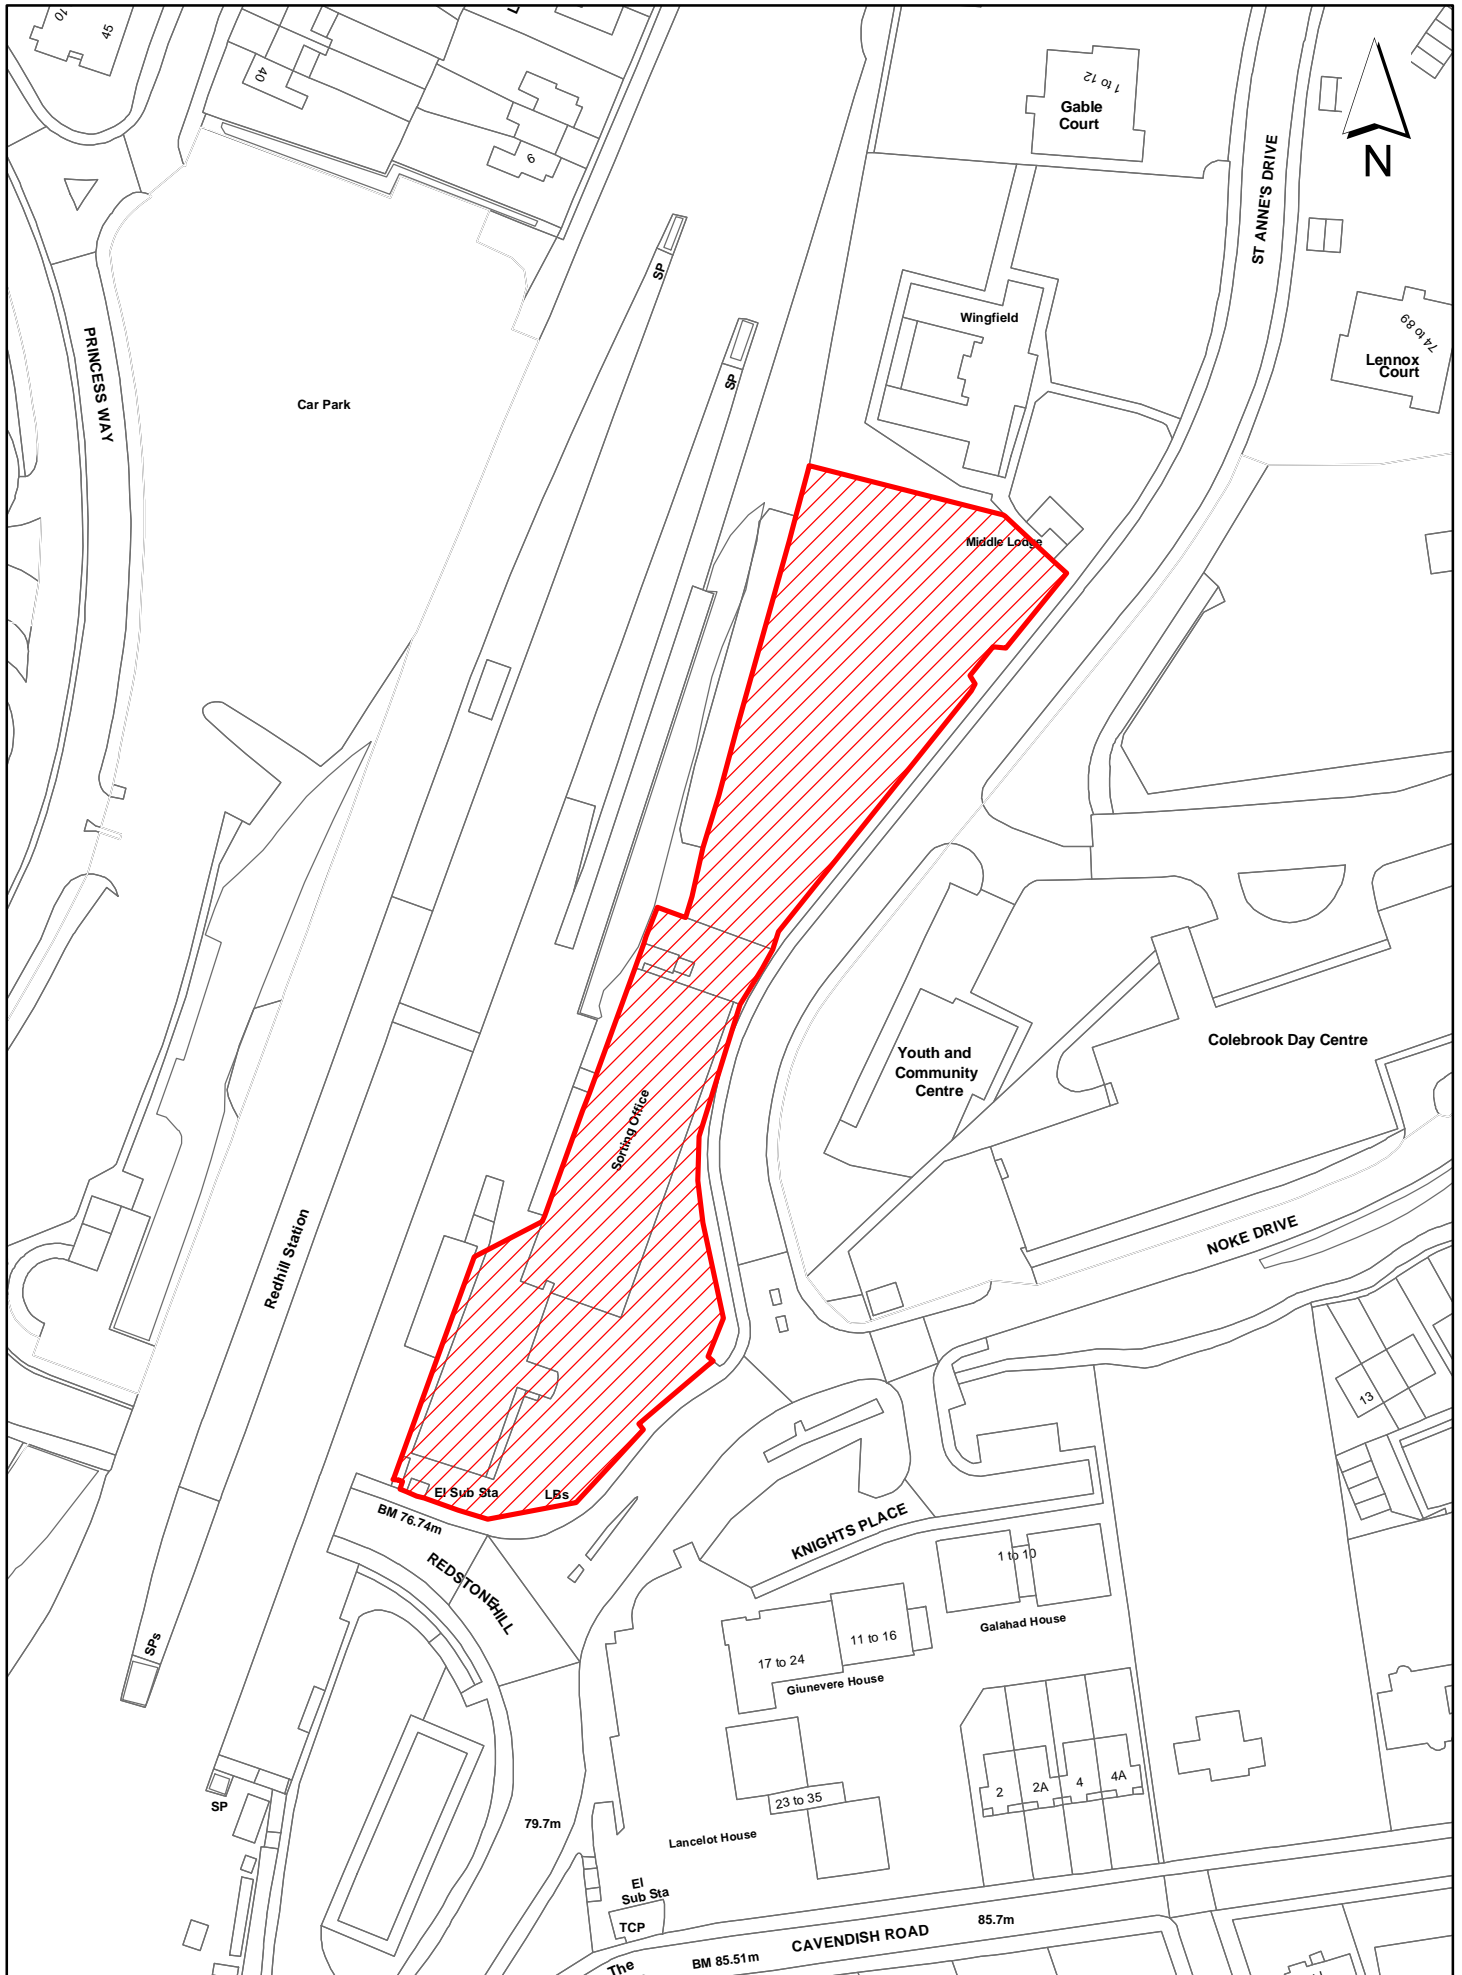 10
45
40
9
1 to 12
Gable
Court
N
ST ANNE'S DRIVE
SP
SP
PRINCESS WAY
Car Park
Wingfield
74 to 89
Lennox
Court
Middle Lodge
Youth and
Community
Centre
Colebrook Day Centre
Sorting Office
Redhill Station
NOKE DRIVE
13
El Sub Sta
LBs
BM 76.74m
REDSTONE HILL
KNIGHTS PLACE
1 to 10
Galahad House
11 to 16
17 to 24
Giunevere House
SPs
SP
2
2A
4
4A
23 to 35
79.7m
Lancelot House
El
Sub Sta
TCP
CAVENDISH ROAD
85.7m
BM 85.51m
The